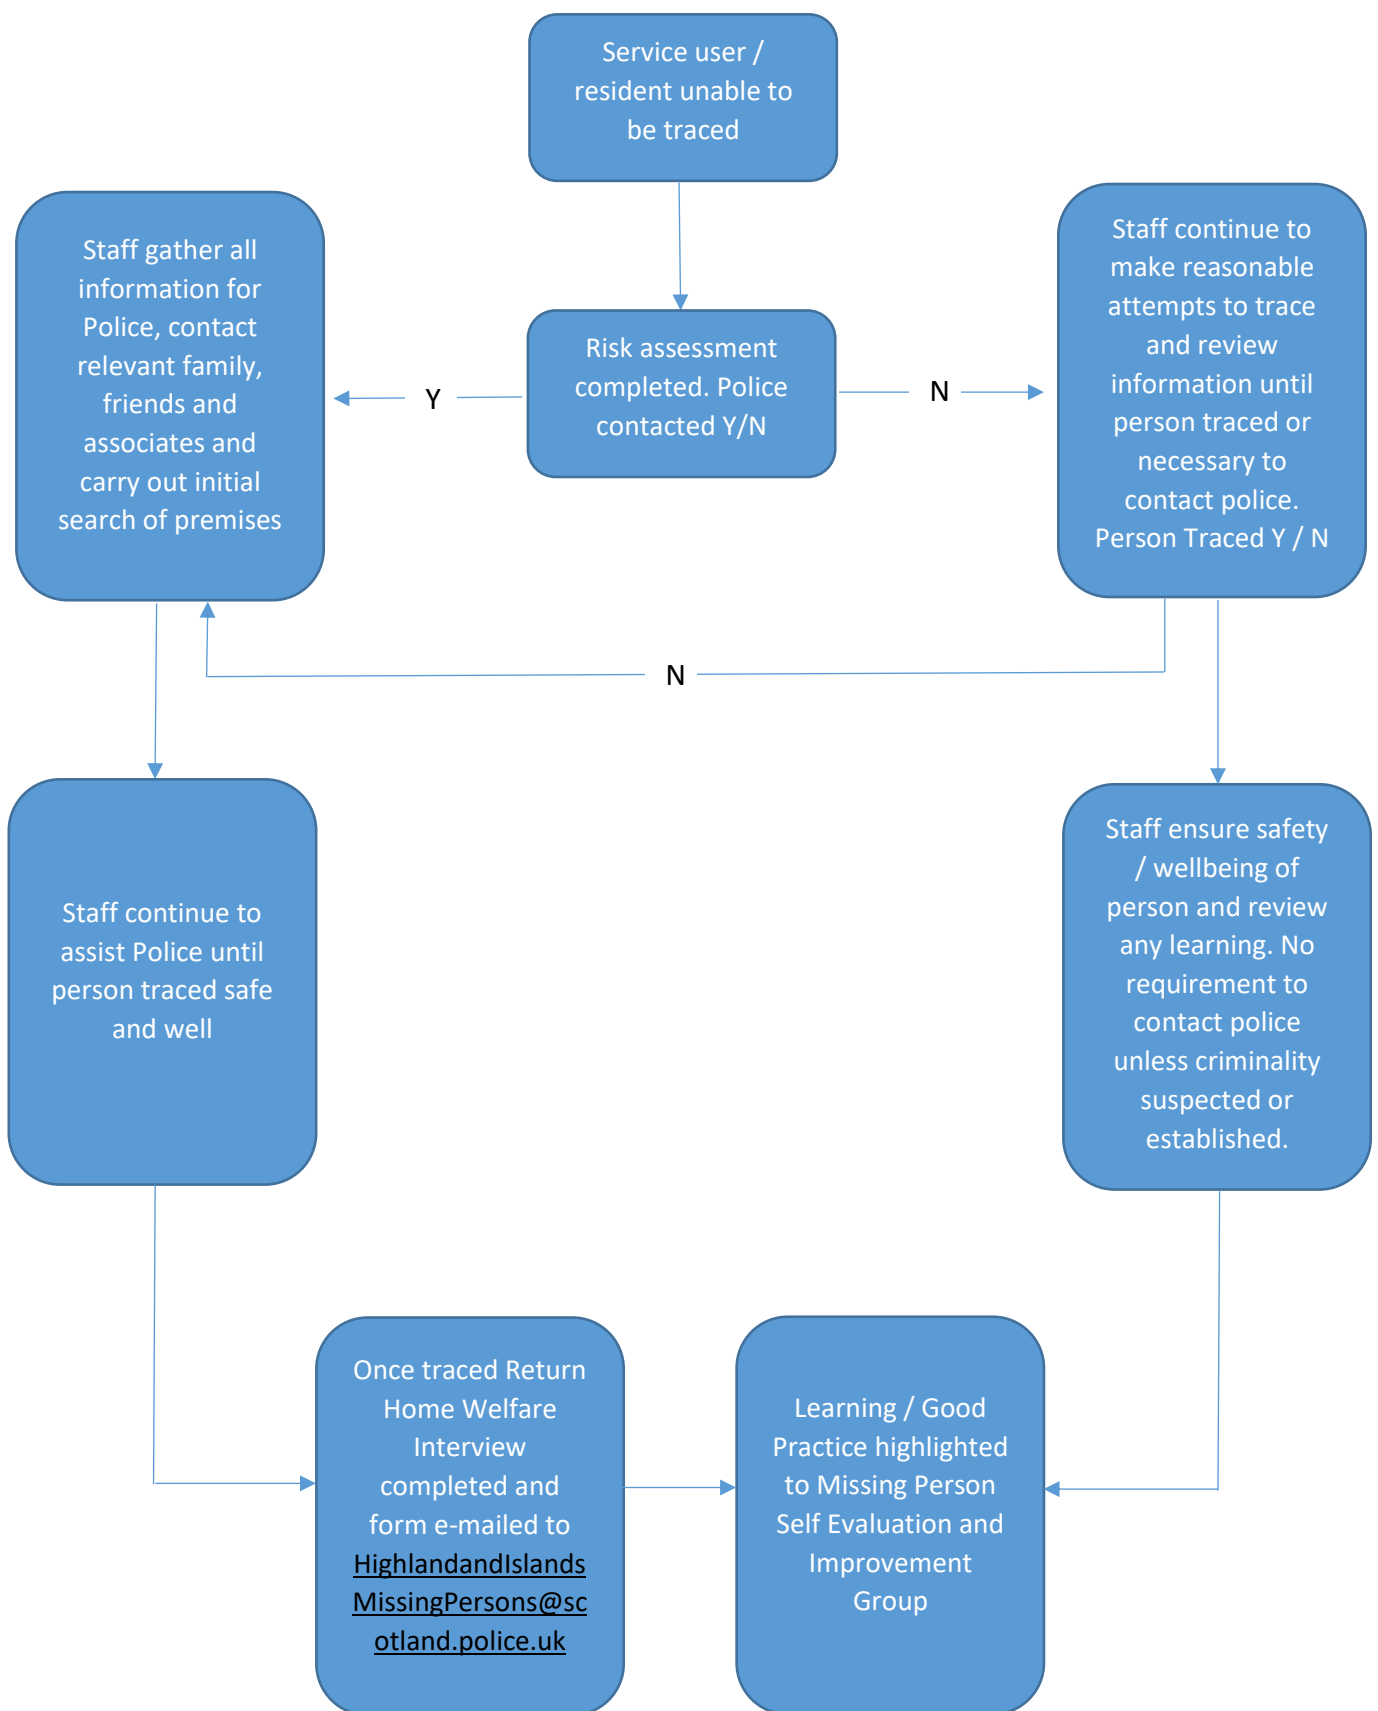 Service user /
resident unable to
be traced
Staff gather all
information for
Police, contact
relevant family,
friends and
associates and
carry out initial
search of premises
Y
Risk assessment
completed. Police
contacted Y/N
N
Staff continue to
make reasonable
attempts to trace
and review
information until
person traced or
necessary to
contact police.
Person Traced Y / N
N
Staff continue to
assist Police until
person traced safe
and well
Staff ensure safety
/ wellbeing of
person and review
any learning. No
requirement to
contact police
unless criminality
suspected or
established.
Once traced Return
Home Welfare
Interview
completed and
form e-mailed to
HighlandandIslands
MissingPersons@sc
otland.police.uk
Learning / Good
Practice highlighted
to Missing Person
Self Evaluation and
Improvement
Group